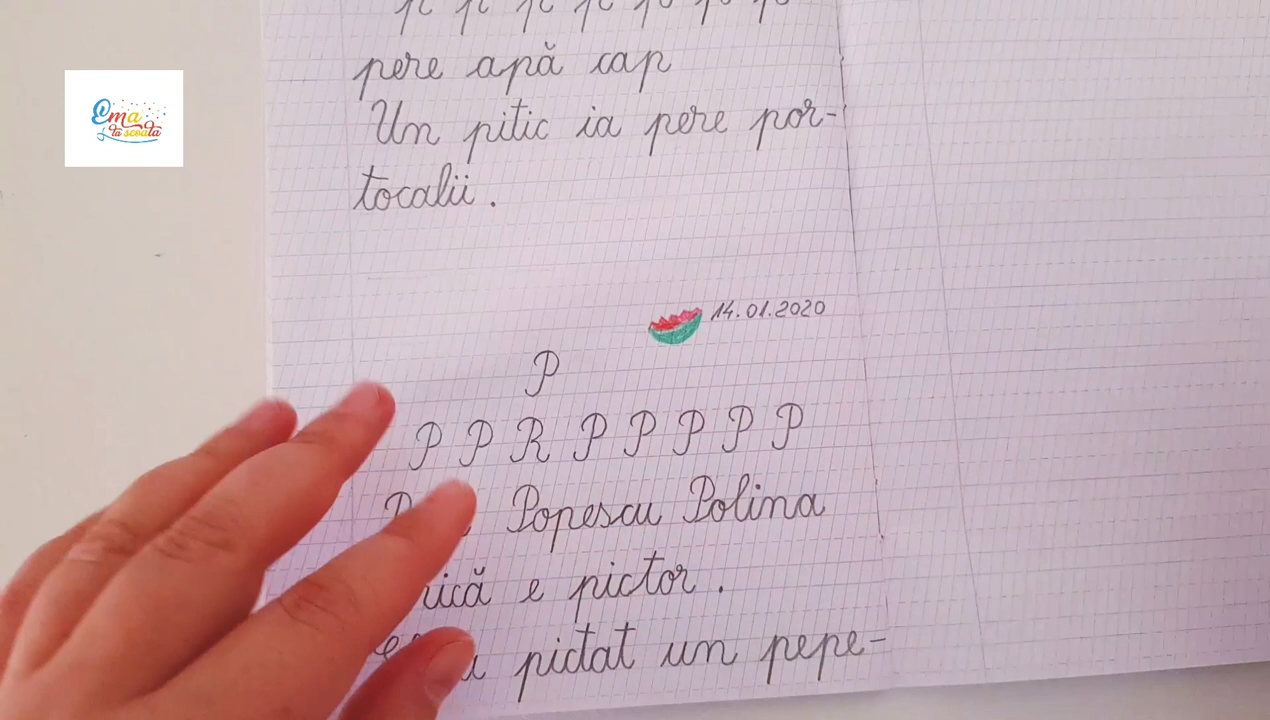 Ema
la școala
pere apă cap
Un pitic ia pere por-
tocalii.
14.01.2020
P
P P R P P P P P
Popescu Polina
e pictor.
pictat un pepe-